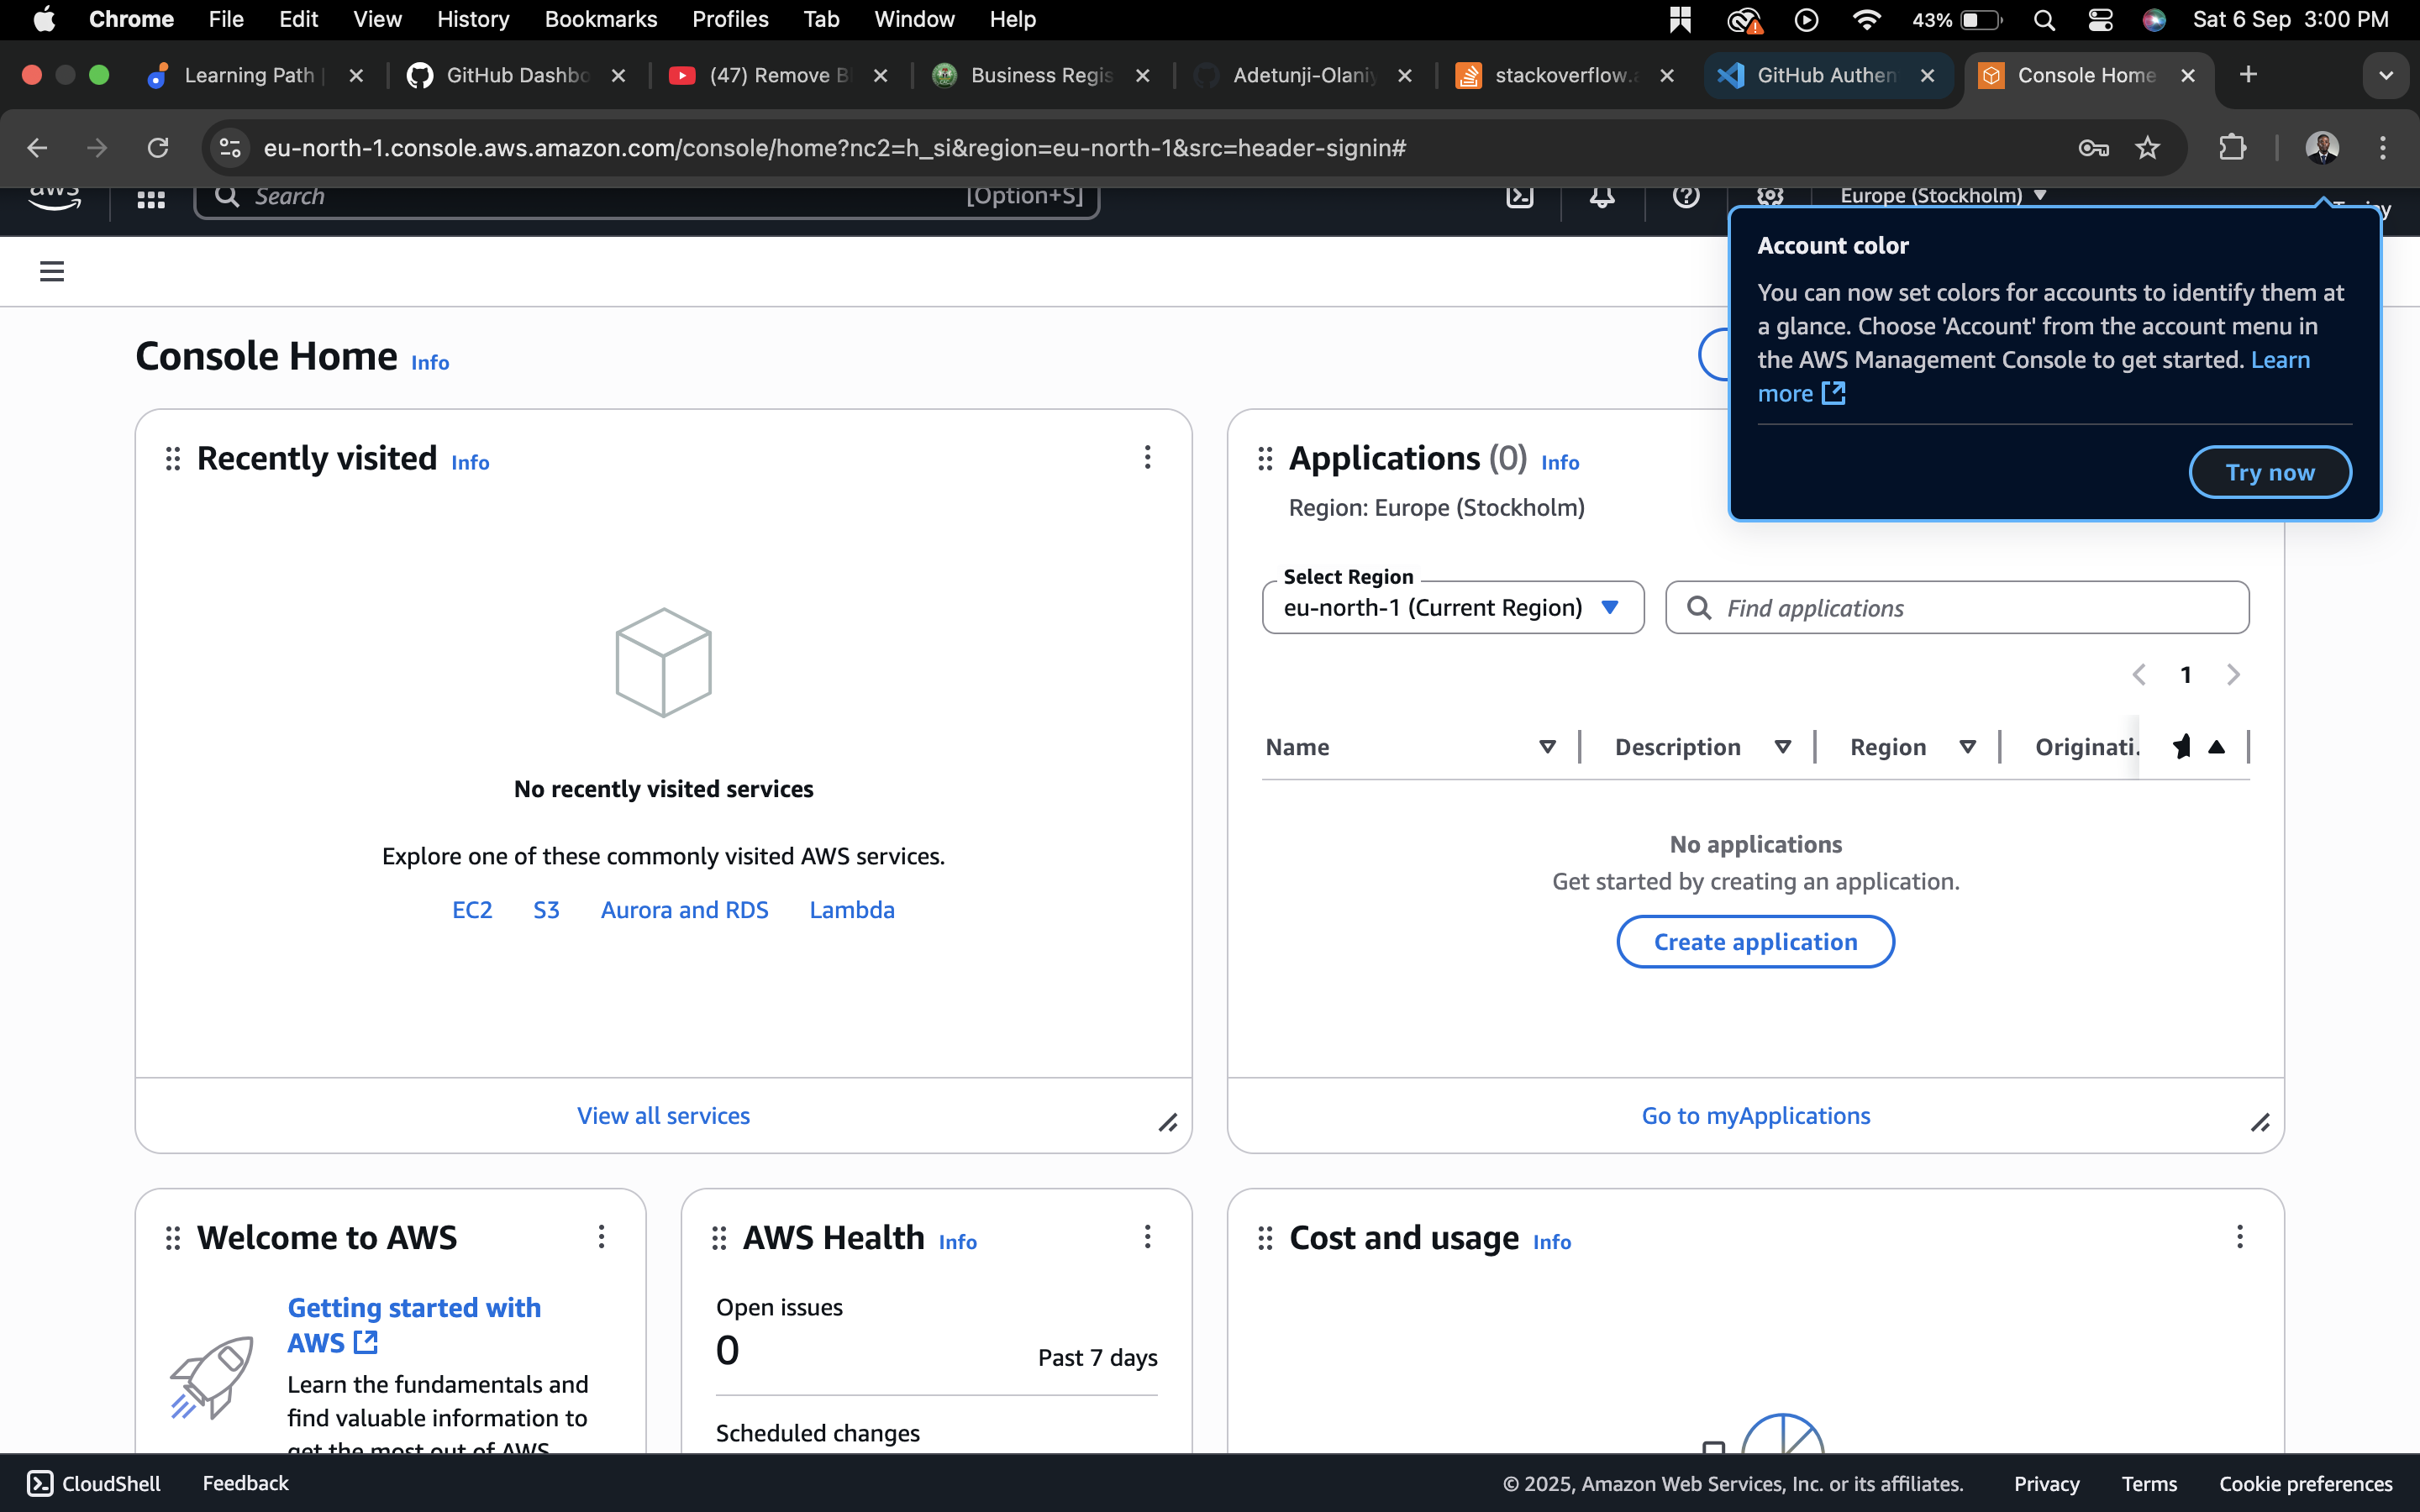 Chrome File Edit View History Bookmarks Profiles Tab Window Help 43% Sat 6 Sep 3:00 PM
Learning Path GitHub Dashbo (47) Remove B Business Regis Adetunji-Olaniy stackoverflow. GitHub Authen Console Home
eu-north-1.console.aws.amazon.com/console/home?nc2=h_si&region=eu-north-1&src=header-signin#
aws Search [Option+S] Europe (Stockholm)
Account color
You can now set colors for accounts to identify them at
a glance. Choose 'Account' from the account menu in
the AWS Management Console to get started. Learn
more
Try now
Console Home Info
Recently visited Info
No recently visited services
Explore one of these commonly visited AWS services.
EC2 S3 Aurora and RDS Lambda
View all services
Applications (0) Info
Region: Europe (Stockholm)
Select Region
eu-north-1 (Current Region) Find applications
1
Name Description Region Originati.
No applications
Get started by creating an application.
Create application
Go to myApplications
Welcome to AWS
Getting started with
AWS
Learn the fundamentals and
find valuable information to
get the most out of AWS
AWS Health Info
Open issues
0
Past 7 days
Scheduled changes
Cost and usage Info
CloudShell Feedback © 2025, Amazon Web Services, Inc. or its affiliates. Privacy Terms Cookie preferences